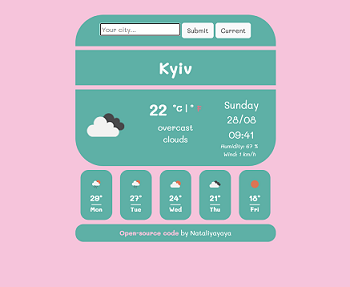 Your city...
Submit
Current
Kyiv
22 °C | °F
overcast
clouds
Sunday
28/08
09:41
Humidity: 67 %
Wind: 1 km/h
29° 27° 24° 21° 18°
Mon Tue Wed Thu Fri
Open-source code by Nataliyayaya